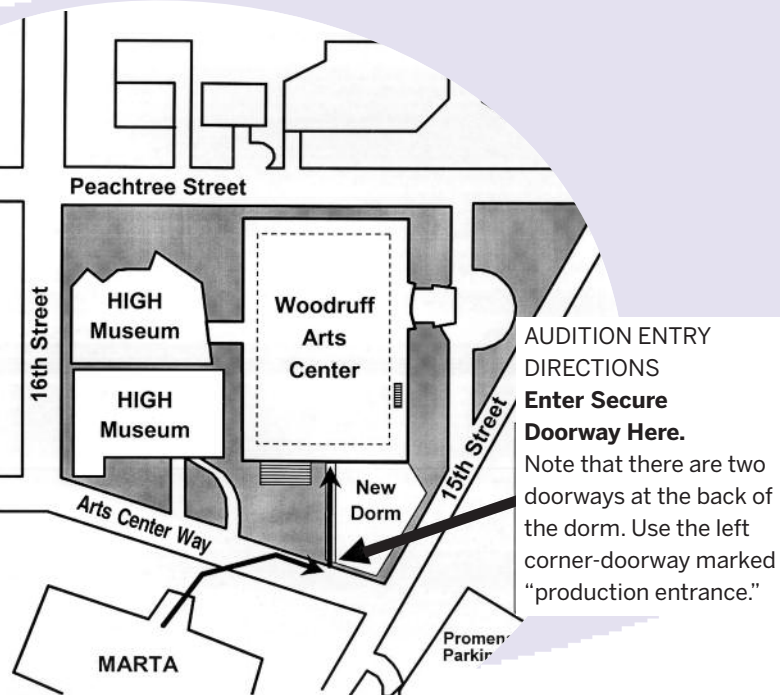 Peachtree Street
16th Street
HIGH
Museum
HIGH
Museum
Woodruff
Arts
Center
New
Dorm
15th Street
Arts Center Way
MARTA
AUDITION ENTRY
DIRECTIONS
Enter Secure
Doorway Here.
Note that there are two
doorways at the back of
the dorm. Use the left
corner-doorway marked
“production entrance.”